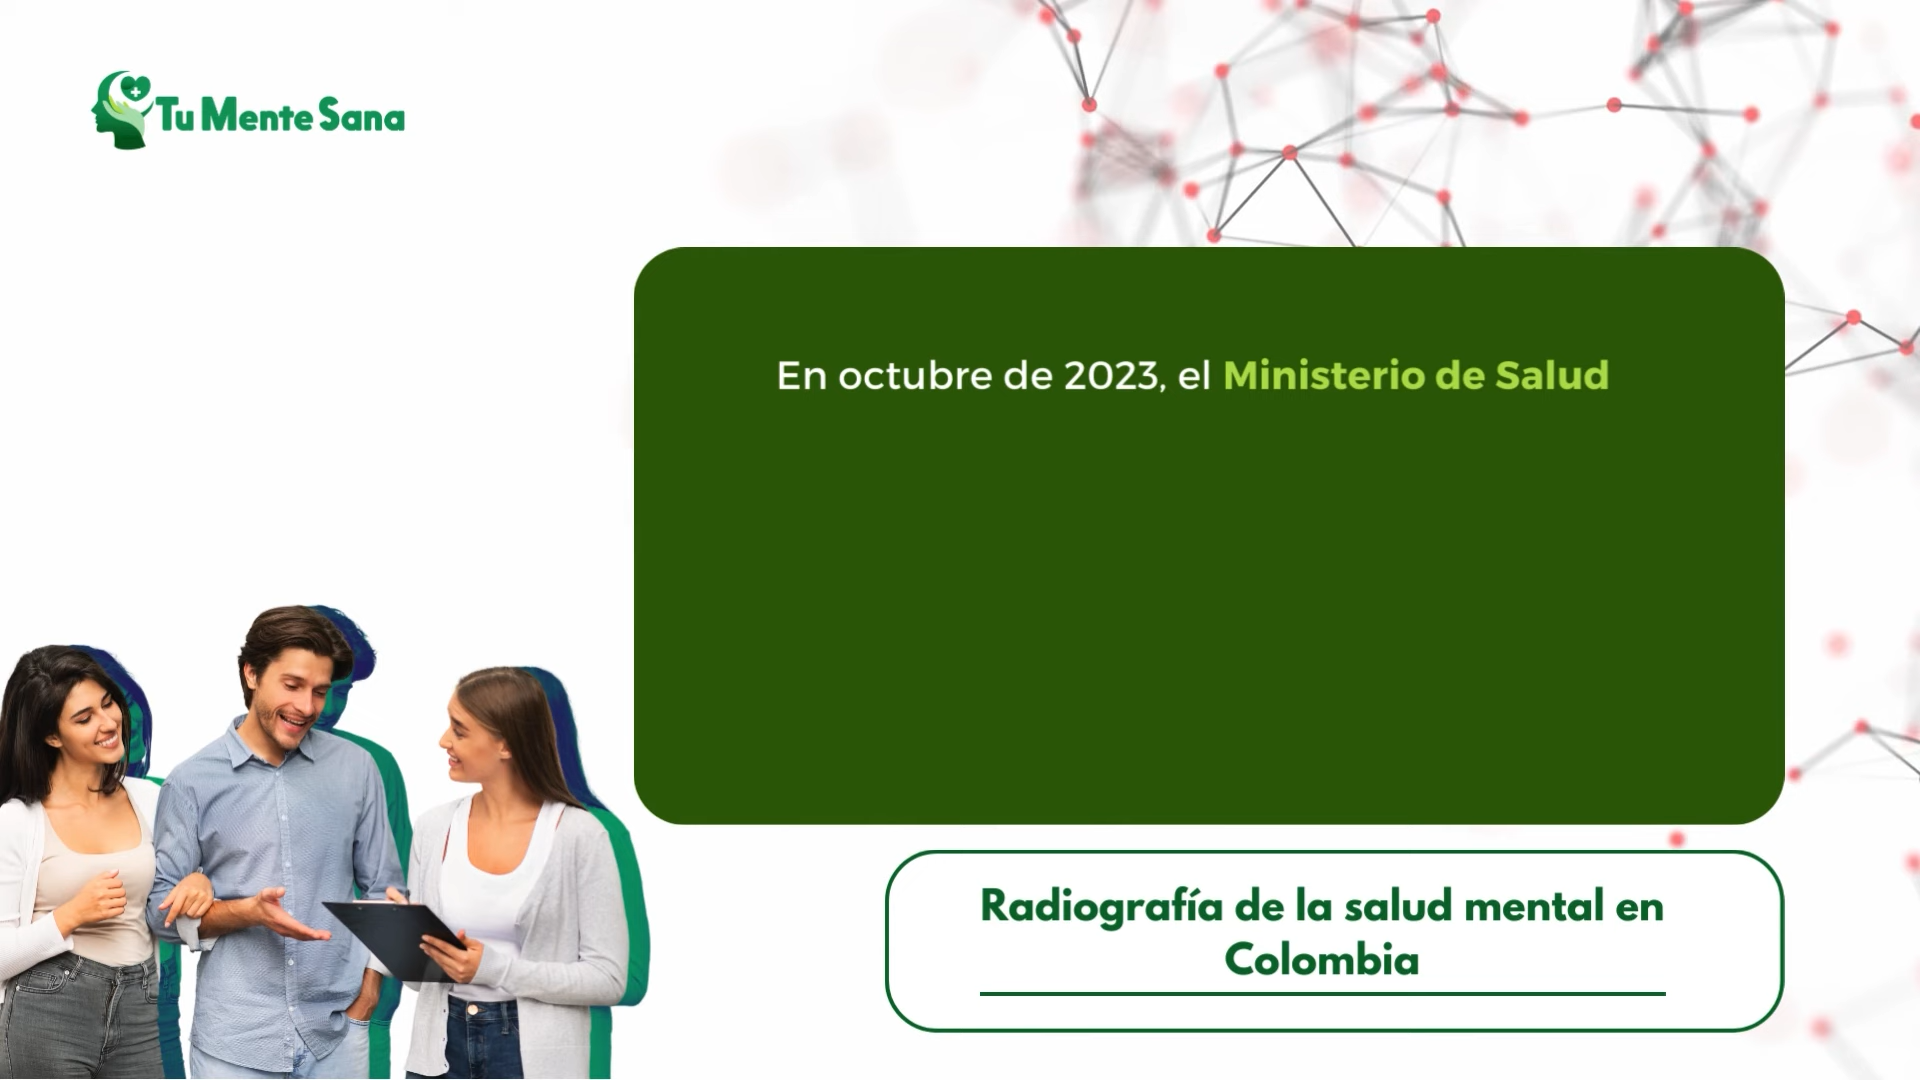 Tu Mente Sana
En octubre de 2023, el Ministerio de Salud
Radiografía de la salud mental en
Colombia